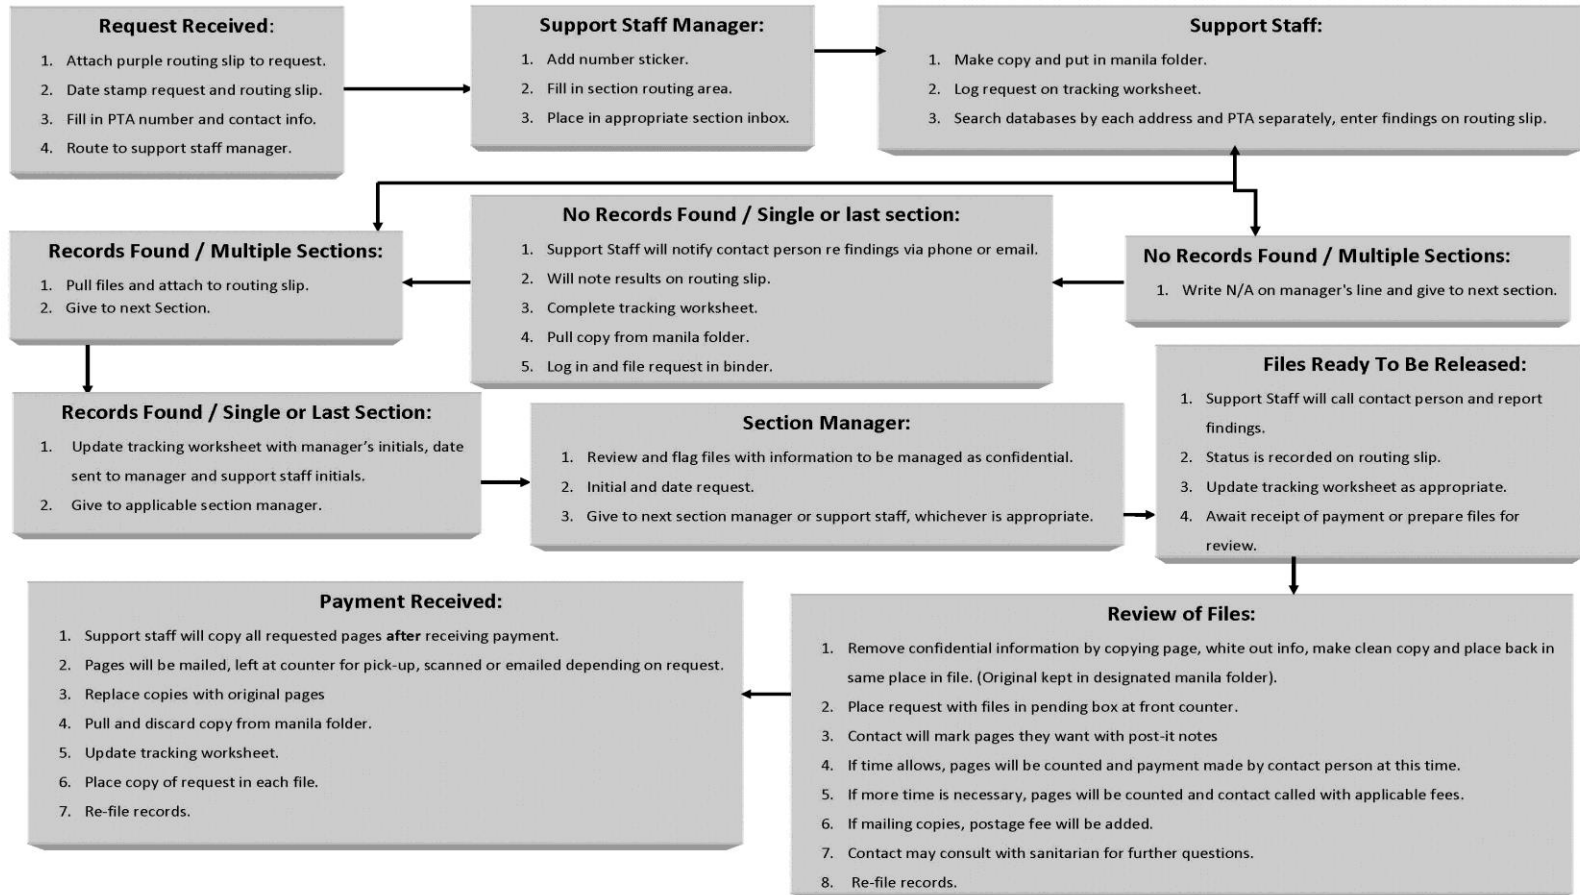 Request Received:
1. Attach purple routing slip to request.
2. Date stamp request and routing slip.
3. Fill in PTA number and contact info.
4. Route to support staff manager.
Support Staff Manager:
1. Add number sticker.
2. Fill in section routing area.
3. Place in appropriate section inbox.
Support Staff:
1. Make copy and put in manila folder.
2. Log request on tracking worksheet.
3. Search databases by each address and PTA separately, enter findings on routing slip.
Records Found / Multiple Sections:
1. Pull files and attach to routing slip.
2. Give to next Section.
No Records Found / Single or last section:
1. Support Staff will notify contact person re findings via phone or email.
2. Will note results on routing slip.
3. Complete tracking worksheet.
4. Pull copy from manila folder.
5. Log in and file request in binder.
No Records Found / Multiple Sections:
1. Write N/A on manager's line and give to next section.
Records Found / Single or Last Section:
1. Update tracking worksheet with manager’s initials, date
sent to manager and support staff initials.
2. Give to applicable section manager.
Section Manager:
1. Review and flag files with information to be managed as confidential.
2. Initial and date request.
3. Give to next section manager or support staff, whichever is appropriate.
Files Ready To Be Released:
1. Support Staff will call contact person and report
findings.
2. Status is recorded on routing slip.
3. Update tracking worksheet as appropriate.
4. Await receipt of payment or prepare files for
review.
Payment Received:
1. Support staff will copy all requested pages after receiving payment.
2. Pages will be mailed, left at counter for pick-up, scanned or emailed depending on request.
3. Replace copies with original pages
4. Pull and discard copy from manila folder.
5. Update tracking worksheet.
6. Place copy of request in each file.
7. Re-file records.
Review of Files:
1. Remove confidential information by copying page, white out info, make clean copy and place back in
same place in file. (Original kept in designated manila folder).
2. Place request with files in pending box at front counter.
3. Contact will mark pages they want with post-it notes
4. If time allows, pages will be counted and payment made by contact person at this time.
5. If more time is necessary, pages will be counted and contact called with applicable fees.
6. If mailing copies, postage fee will be added.
7. Contact may consult with sanitarian for further questions.
8. Re-file records.